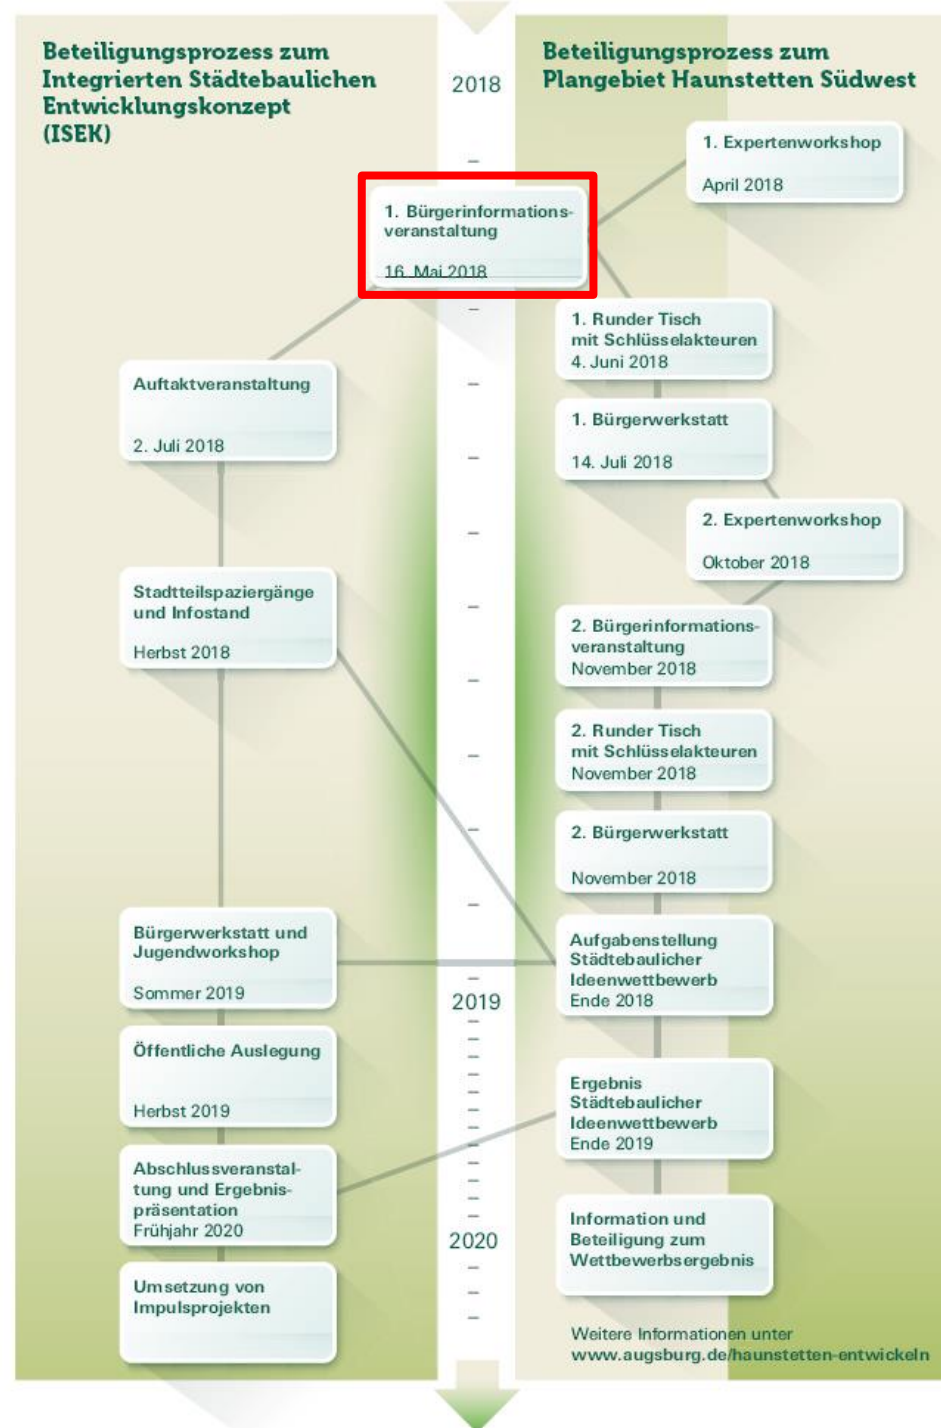 Beteiligungsprozess zum
Integrierten Städtebaulichen
Entwicklungskonzept
(ISEK)
Beteiligungsprozess zum
Plangebiet Haunstetten Südwest
2018
1. Expertenworkshop
April 2018
1. Bürgerinformations-
veranstaltung
16. Mai 2018
1. Runder Tisch
mit Schlüsselakteuren
4. Juni 2018
Auftaktveranstaltung
2. Juli 2018
1. Bürgerwerkstatt
14. Juli 2018
2. Expertenworkshop
Oktober 2018
Stadtteilspaziergänge
und Infostand
Herbst 2018
2. Bürgerinformations-
veranstaltung
November 2018
2. Runder Tisch
mit Schlüsselakteuren
November 2018
2. Bürgerwerkstatt
November 2018
Bürgerwerkstatt und
Jugendworkshop
Sommer 2019
Aufgabenstellung
Städtebaulicher
Ideenwettbewerb
Ende 2018
2019
Öffentliche Auslegung
Herbst 2019
Ergebnis
Städtebaulicher
Ideenwettbewerb
Ende 2019
Abschlussveranstal-
tung und Ergebnis-
präsentation
Frühjahr 2020
2020
Information und
Beteiligung zum
Wettbewerbsergebnis
Umsetzung von
Impulsprojekten
Weitere Informationen unter
www.augsburg.de/haunstetten-entwickeln